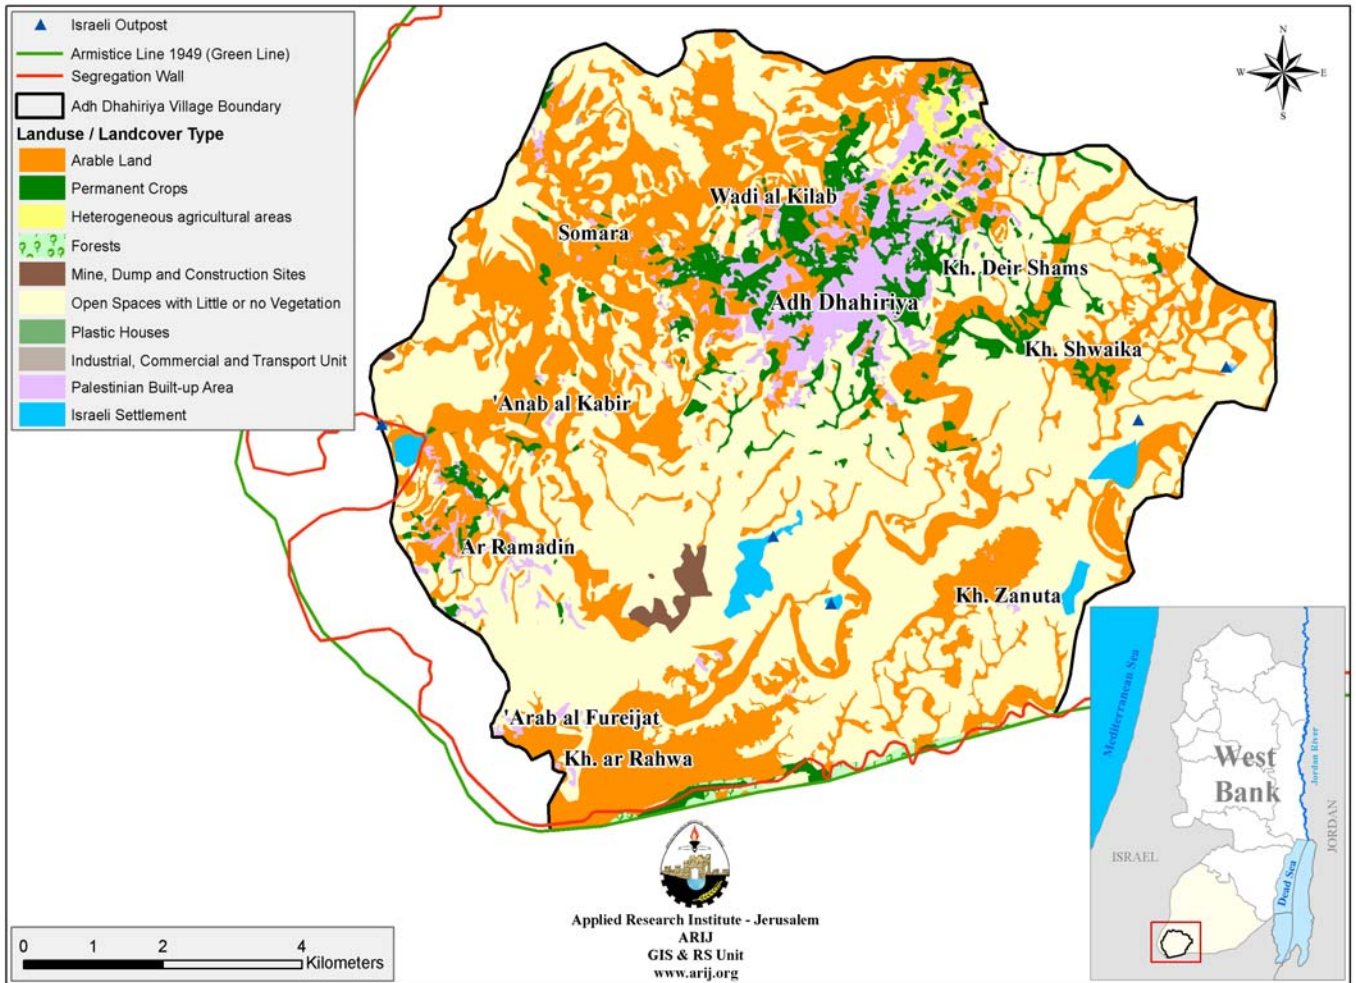 Israeli Outpost
Armistice Line 1949 (Green Line)
Segregation Wall
Adh Dhahiriya Village Boundary
Landuse / Landcover Type
Arable Land
Permanent Crops
Heterogeneous agricultural areas
Forests
Mine, Dump and Construction Sites
Open Spaces with Little or no Vegetation
Plastic Houses
Industrial, Commercial and Transport Unit
Palestinian Built-up Area
Israeli Settlement
N
W E
S
Wadi al Kilab
Somara
Kh. Deir Shams
Adh Dhahiriya
Kh. Shwaika
'Anab al Kabir
Ar Ramadin
Kh. Zanuta
'Arab al Fureijat
Kh. ar Rahwa
Mediterranean Sea
West
Bank
Jordan River
JORDAN
ISRAEL
Dead Sea
Applied Research Institute - Jerusalem
ARIJ
GIS & RS Unit
www.arij.org
0 1 2 4
Kilometers